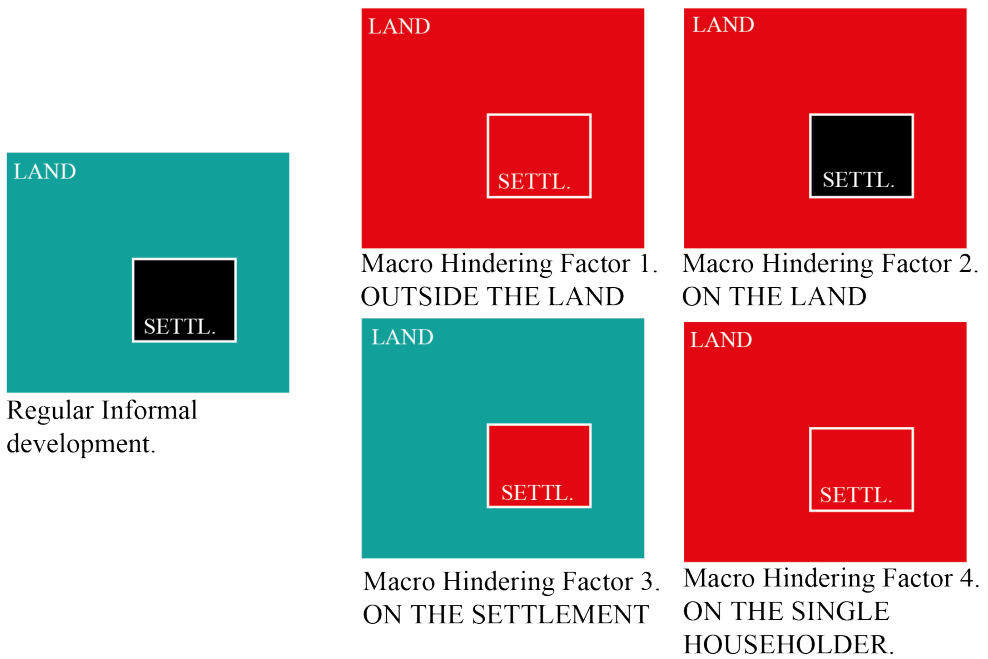 LAND
SETTL.
Regular Informal
development.
LAND
SETTL.
Macro Hindering Factor 1.
OUTSIDE THE LAND
LAND
SETTL.
Macro Hindering Factor 2.
ON THE LAND
LAND
SETTL.
Macro Hindering Factor 3.
ON THE SETTLEMENT
LAND
SETTL.
Macro Hindering Factor 4.
ON THE SINGLE
HOUSEHOLDER.